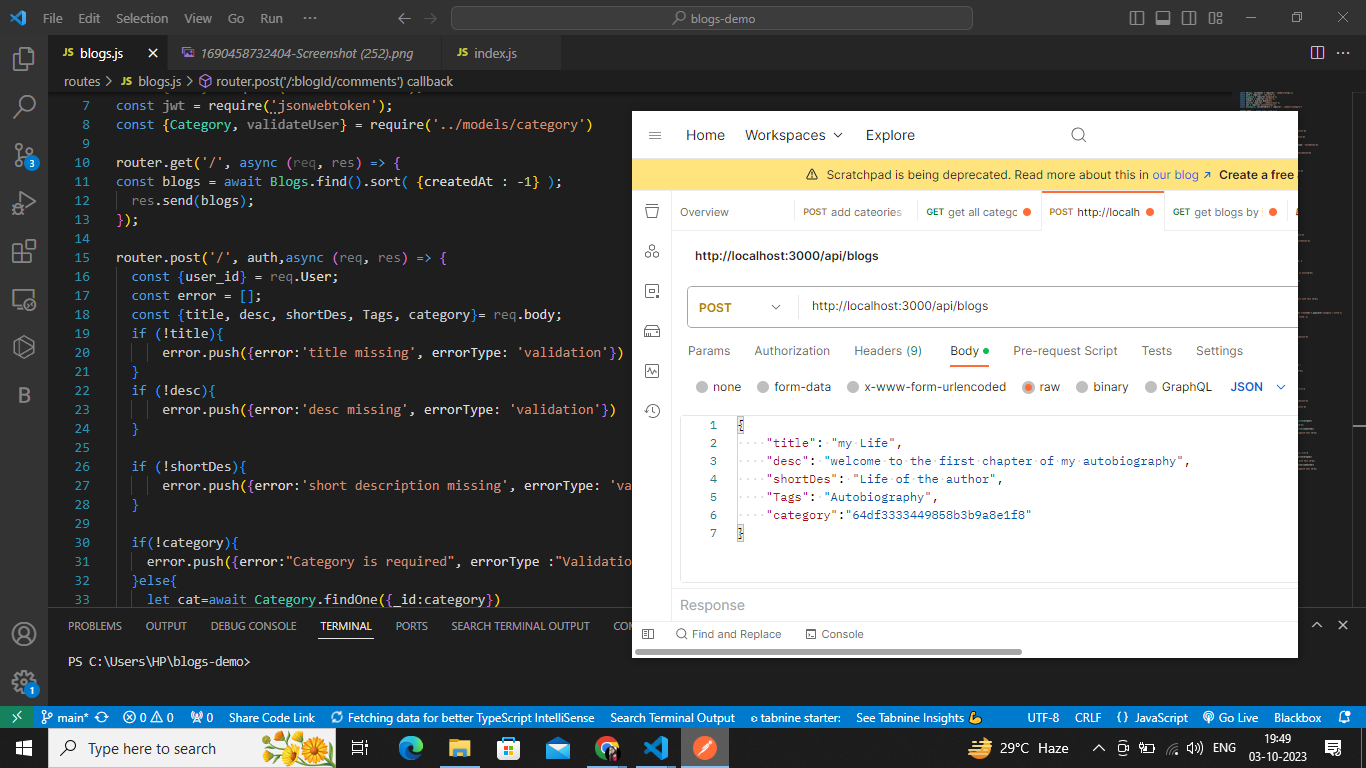 File Edit Selection View Go Run ··· blogs-demo
JS blogs.js 1690458732404-Screenshot (252).png JS index.js
routes > JS blogs.js > router.post('/:blogId/comments') callback
7 const jwt = require('jsonwebtoken');
8 const {Category, validateUser} = require('../models/category')
9
10 router.get('/', async (req, res) => {
11 const blogs = await Blogs.find().sort( {createdAt : -1} );
12 res.send(blogs);
13 });
14
15 router.post('/', auth,async (req, res) => {
16 const {user_id} = req.User;
17 const error = [];
18 const {title, desc, shortDes, Tags, category}= req.body;
19 if (!title){
20 error.push({error:'title missing', errorType: 'validation'})
21 }
22 if (!desc){
23 error.push({error:'desc missing', errorType: 'validation'})
24 }
25
26 if (!shortDes){
27 error.push({error:'short description missing', errorType: 'va
28 }
29
30 if(!category){
31 error.push({error:"Category is required", errorType :"Validatio
32 }else{
33 let cat=await Category.findOne({_id:category})
Home Workspaces Explore
Scratchpad is being deprecated. Read more about this in our blog ↗ Create a free
Overview POST add cateories GET get all catego POST http://localh GET get blogs by
http://localhost:3000/api/blogs
POST http://localhost:3000/api/blogs
Params Authorization Headers (9) Body Pre-request Script Tests Settings
none form-data x-www-form-urlencoded raw binary GraphQL JSON
1 {
2 "title": "my Life",
3 "desc": "welcome to the first chapter of my autobiography",
4 "shortDes": "Life of the author",
5 "Tags": "Autobiography",
6 "category":"64df3333449858b3b9a8e1f8"
7 }
Response
Find and Replace Console
PROBLEMS OUTPUT DEBUG CONSOLE TERMINAL PORTS SEARCH TERMINAL OUTPUT
PS C:\Users\HP\blogs-demo>
3
B
1
main* 0 0 0 Share Code Link Fetching data for better TypeScript IntelliSense Search Terminal Output tabnine starter: See Tabnine Insights UTF-8 CRLF {} JavaScript Go Live Blackbox
Type here to search 29°C Haze ENG 19:49
03-10-2023